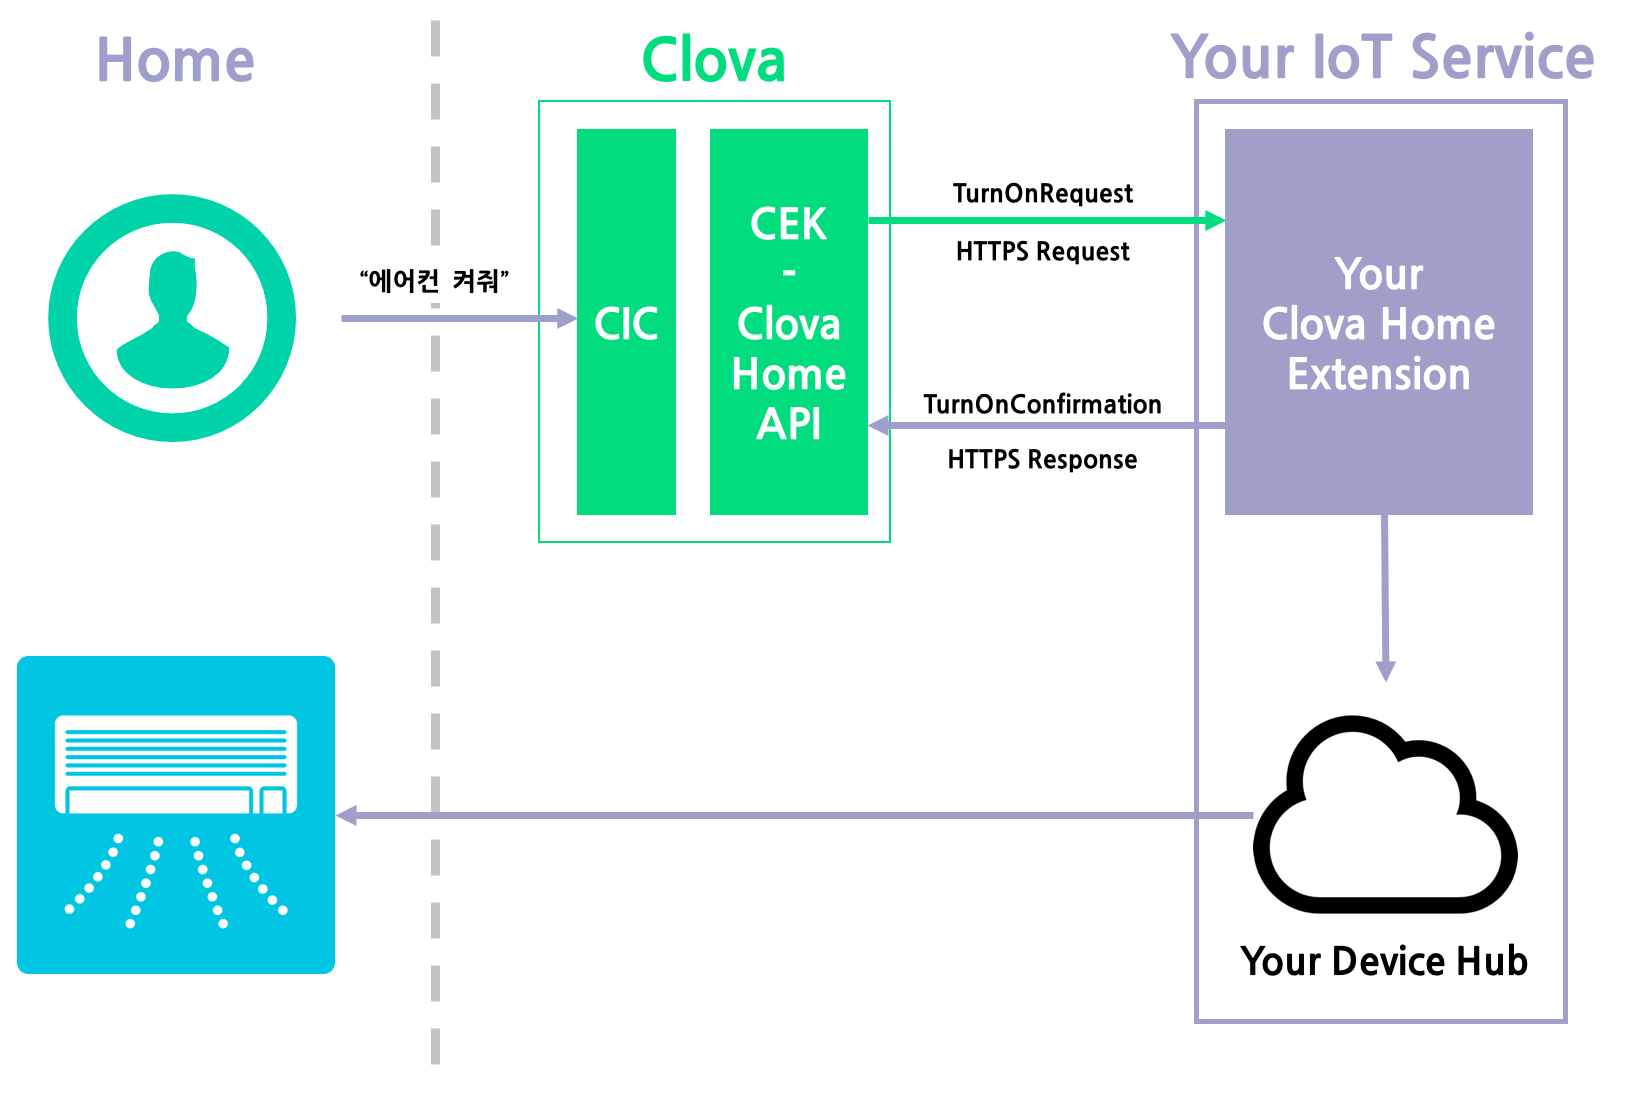 Home
Clova
Your IoT Service
“에어컨 켜줘”
CIC
CEK
-
Clova
Home
API
TurnOnRequest
HTTPS Request
TurnOnConfirmation
HTTPS Response
Your
Clova Home
Extension
Your Device Hub